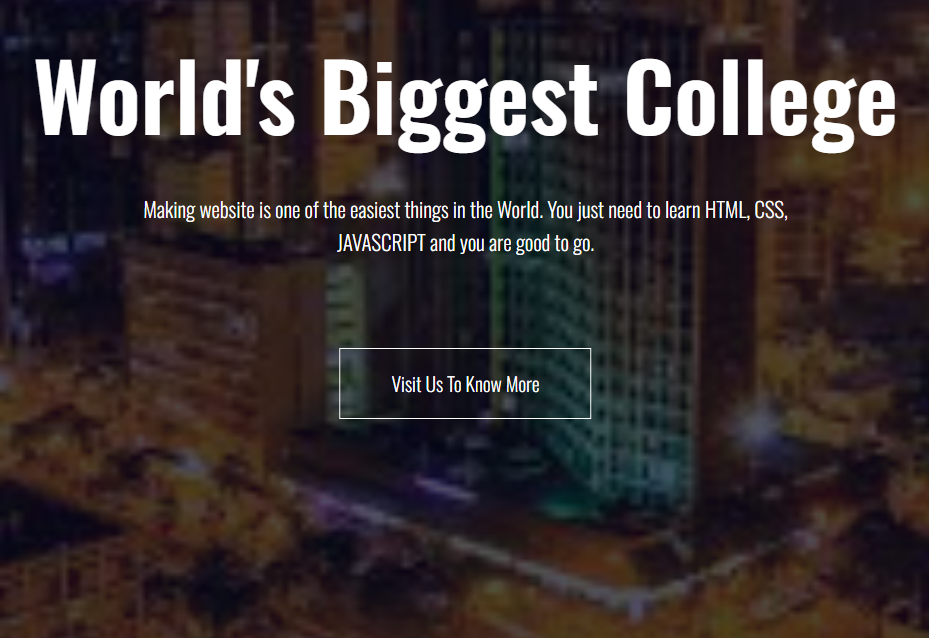 World's Biggest College
Making website is one of the easiest things in the World. You just need to learn HTML, CSS,
JAVASCRIPT and you are good to go.
Visit Us To Know More